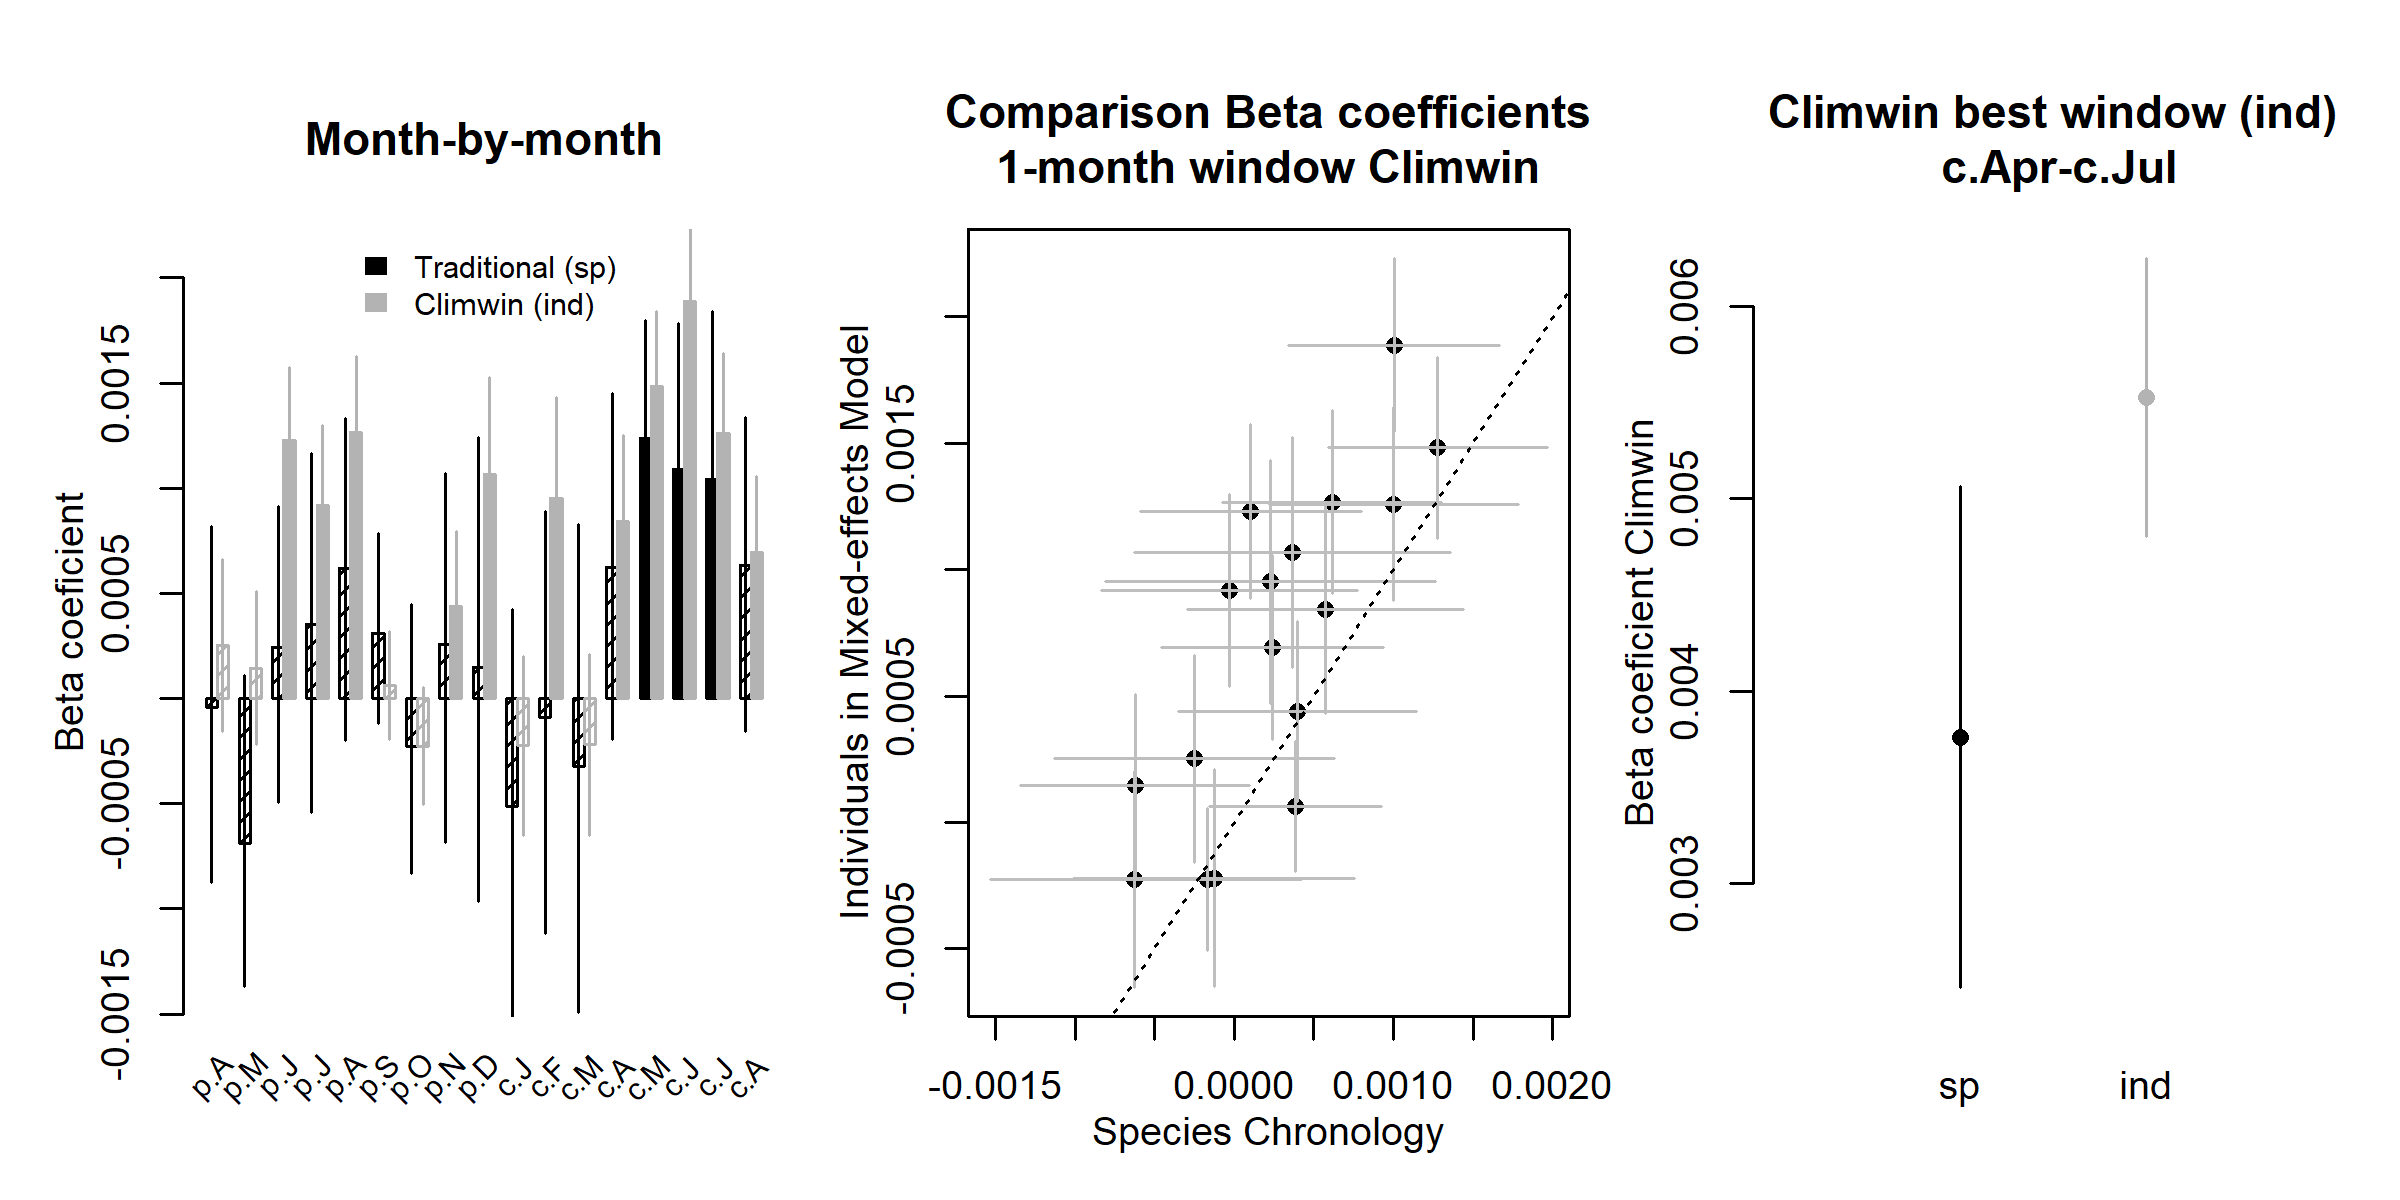 Month-by-month
Traditional (sp)
Climwin (ind)
Beta coeficient
0.0015
0.0005
-0.0005
-0.0015
p.A
p.M
p.J
p.J
p.A
p.S
p.O
p.N
p.D
c.J
c.F
c.M
c.A
c.M
c.J
c.J
c.A
Comparison Beta coefficients
1-month window Climwin
Individuals in Mixed-effects Model
0.0015
0.0005
-0.0005
-0.0015
0.0000
0.0010
0.0020
Species Chronology
Climwin best window (ind)
c.Apr-c.Jul
Beta coeficient Climwin
0.006
0.005
0.004
0.003
sp
ind